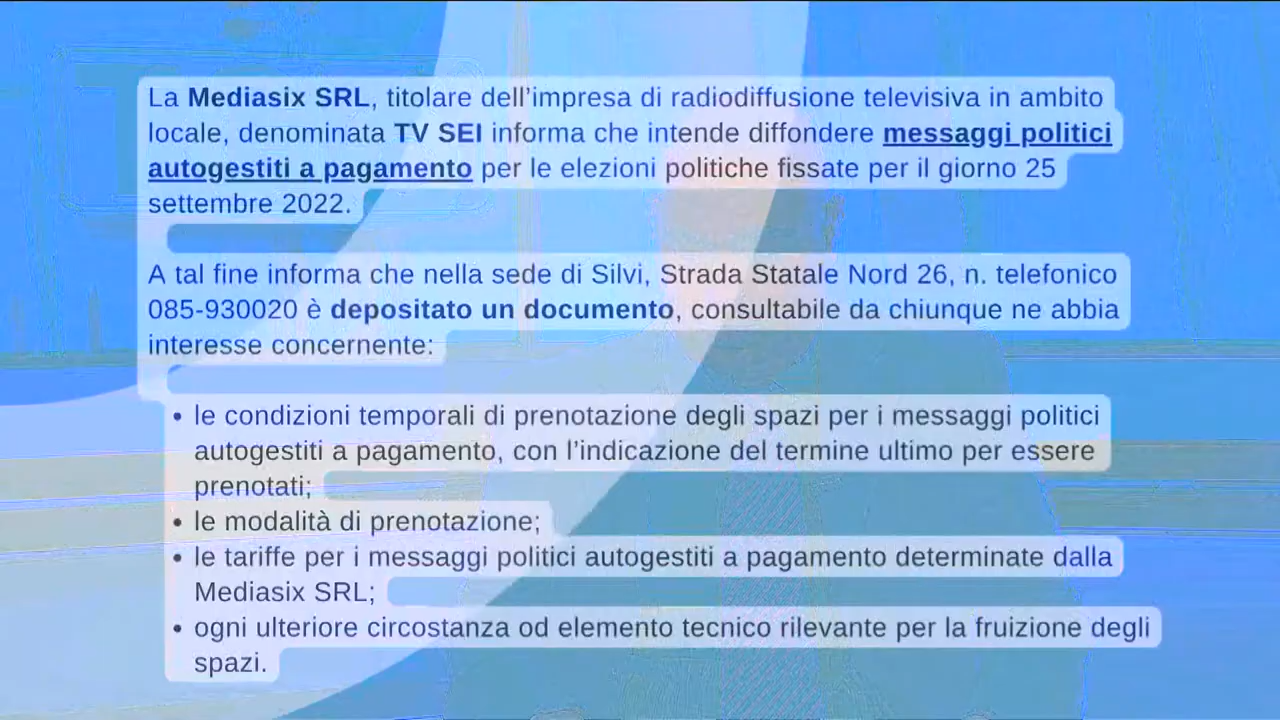 La Mediasix SRL, titolare dell’impresa di radiodiffusione televisiva in ambito
locale, denominata TV SEI informa che intende diffondere messaggi politici
autogestiti a pagamento per le elezioni politiche fissate per il giorno 25
settembre 2022.
A tal fine informa che nella sede di Silvi, Strada Statale Nord 26, n. telefonico
085-930020 è depositato un documento, consultabile da chiunque ne abbia
interesse concernente:
• le condizioni temporali di prenotazione degli spazi per i messaggi politici
autogestiti a pagamento, con l’indicazione del termine ultimo per essere
prenotati;
• le modalità di prenotazione;
• le tariffe per i messaggi politici autogestiti a pagamento determinate dalla
Mediasix SRL;
• ogni ulteriore circostanza od elemento tecnico rilevante per la fruizione degli
spazi.